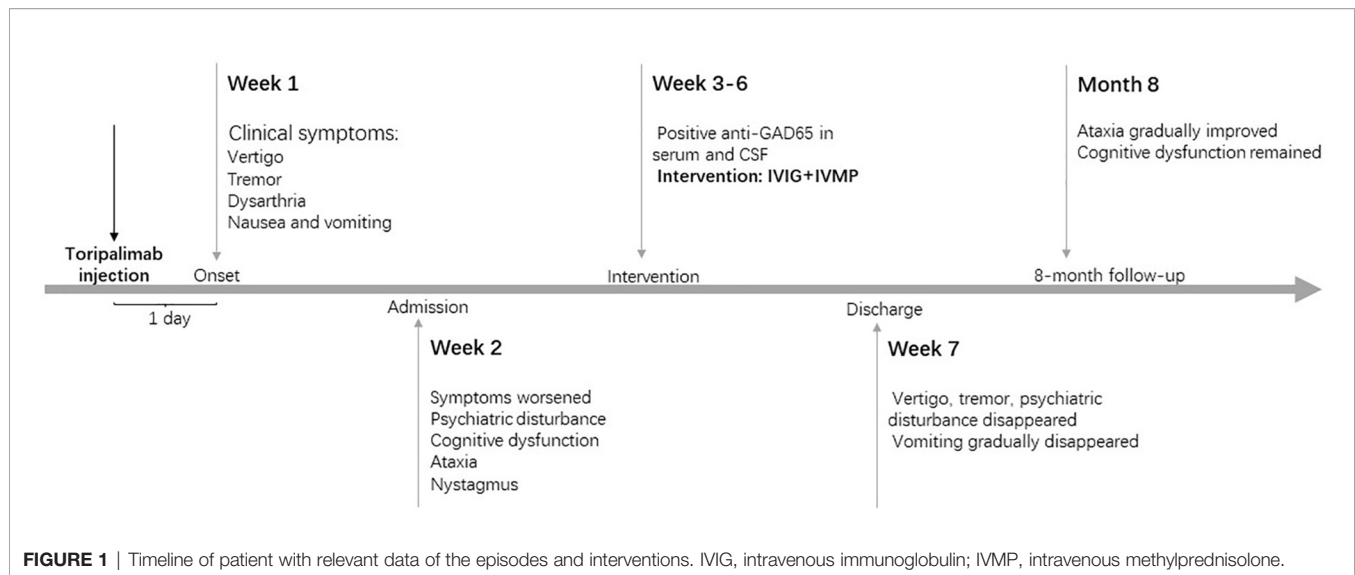 Week 1
Clinical symptoms:
Vertigo
Tremor
Dysarthria
Nausea and vomiting
Week 3-6
Positive anti-GAD65 in
serum and CSF
Intervention: IVIG+IVMP
Month 8
Ataxia gradually improved
Cognitive dysfunction remained
Toripalimab
injection
Onset
Intervention
8-month follow-up
1 day
Admission
Discharge
Week 2
Symptoms worsened
Psychiatric disturbance
Cognitive dysfunction
Ataxia
Nystagmus
Week 7
Vertigo, tremor, psychiatric
disturbance disappeared
Vomiting gradually disappeared
FIGURE 1 | Timeline of patient with relevant data of the episodes and interventions. IVIG, intravenous immunoglobulin; IVMP, intravenous methylprednisolone.